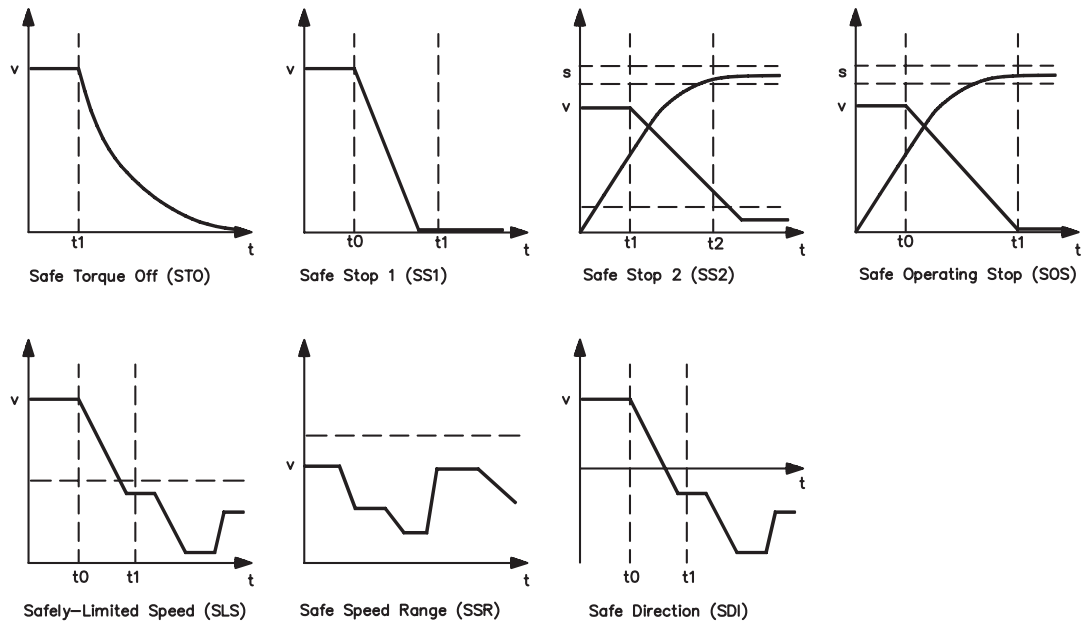 v
t1
t
Safe Torque Off (STO)
v
t0
t1
t
Safe Stop 1 (SS1)
s
v
t1
t2
t
Safe Stop 2 (SS2)
s
v
t0
t1
t
Safe Operating Stop (SOS)
v
t0
t1
t
Safely-Limited Speed (SLS)
v
t
Safe Speed Range (SSR)
v
t
t0
t1
Safe Direction (SDI)